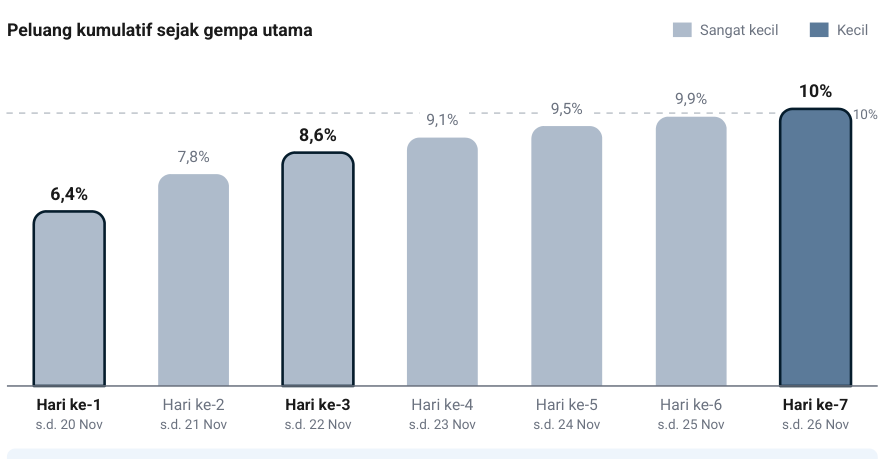 Peluang kumulatif sejak gempa utama
Sangat kecil
Kecil
6,4%
7,8%
8,6%
9,1%
9,5%
9,9%
10%
10%
Hari ke-1
s.d. 20 Nov
Hari ke-2
s.d. 21 Nov
Hari ke-3
s.d. 22 Nov
Hari ke-4
s.d. 23 Nov
Hari ke-5
s.d. 24 Nov
Hari ke-6
s.d. 25 Nov
Hari ke-7
s.d. 26 Nov